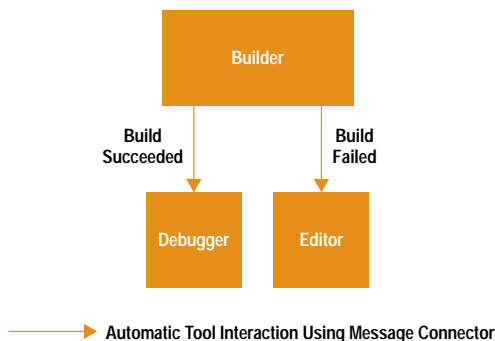 Builder
Build
Succeeded
Build
Failed
Debugger
Editor
Automatic Tool Interaction Using Message Connector